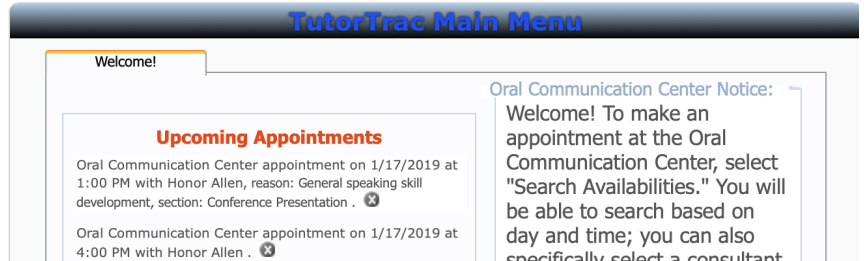 TutorTrac Main Menu
Welcome!
Upcoming Appointments
Oral Communication Center appointment on 1/17/2019 at
1:00 PM with Honor Allen, reason: General speaking skill
development, section: Conference Presentation .
Oral Communication Center appointment on 1/17/2019 at
4:00 PM with Honor Allen .
Oral Communication Center Notice:
Welcome! To make an
appointment at the Oral
Communication Center, select
"Search Availabilities." You will
be able to search based on
day and time; you can also
specifically select a consultant